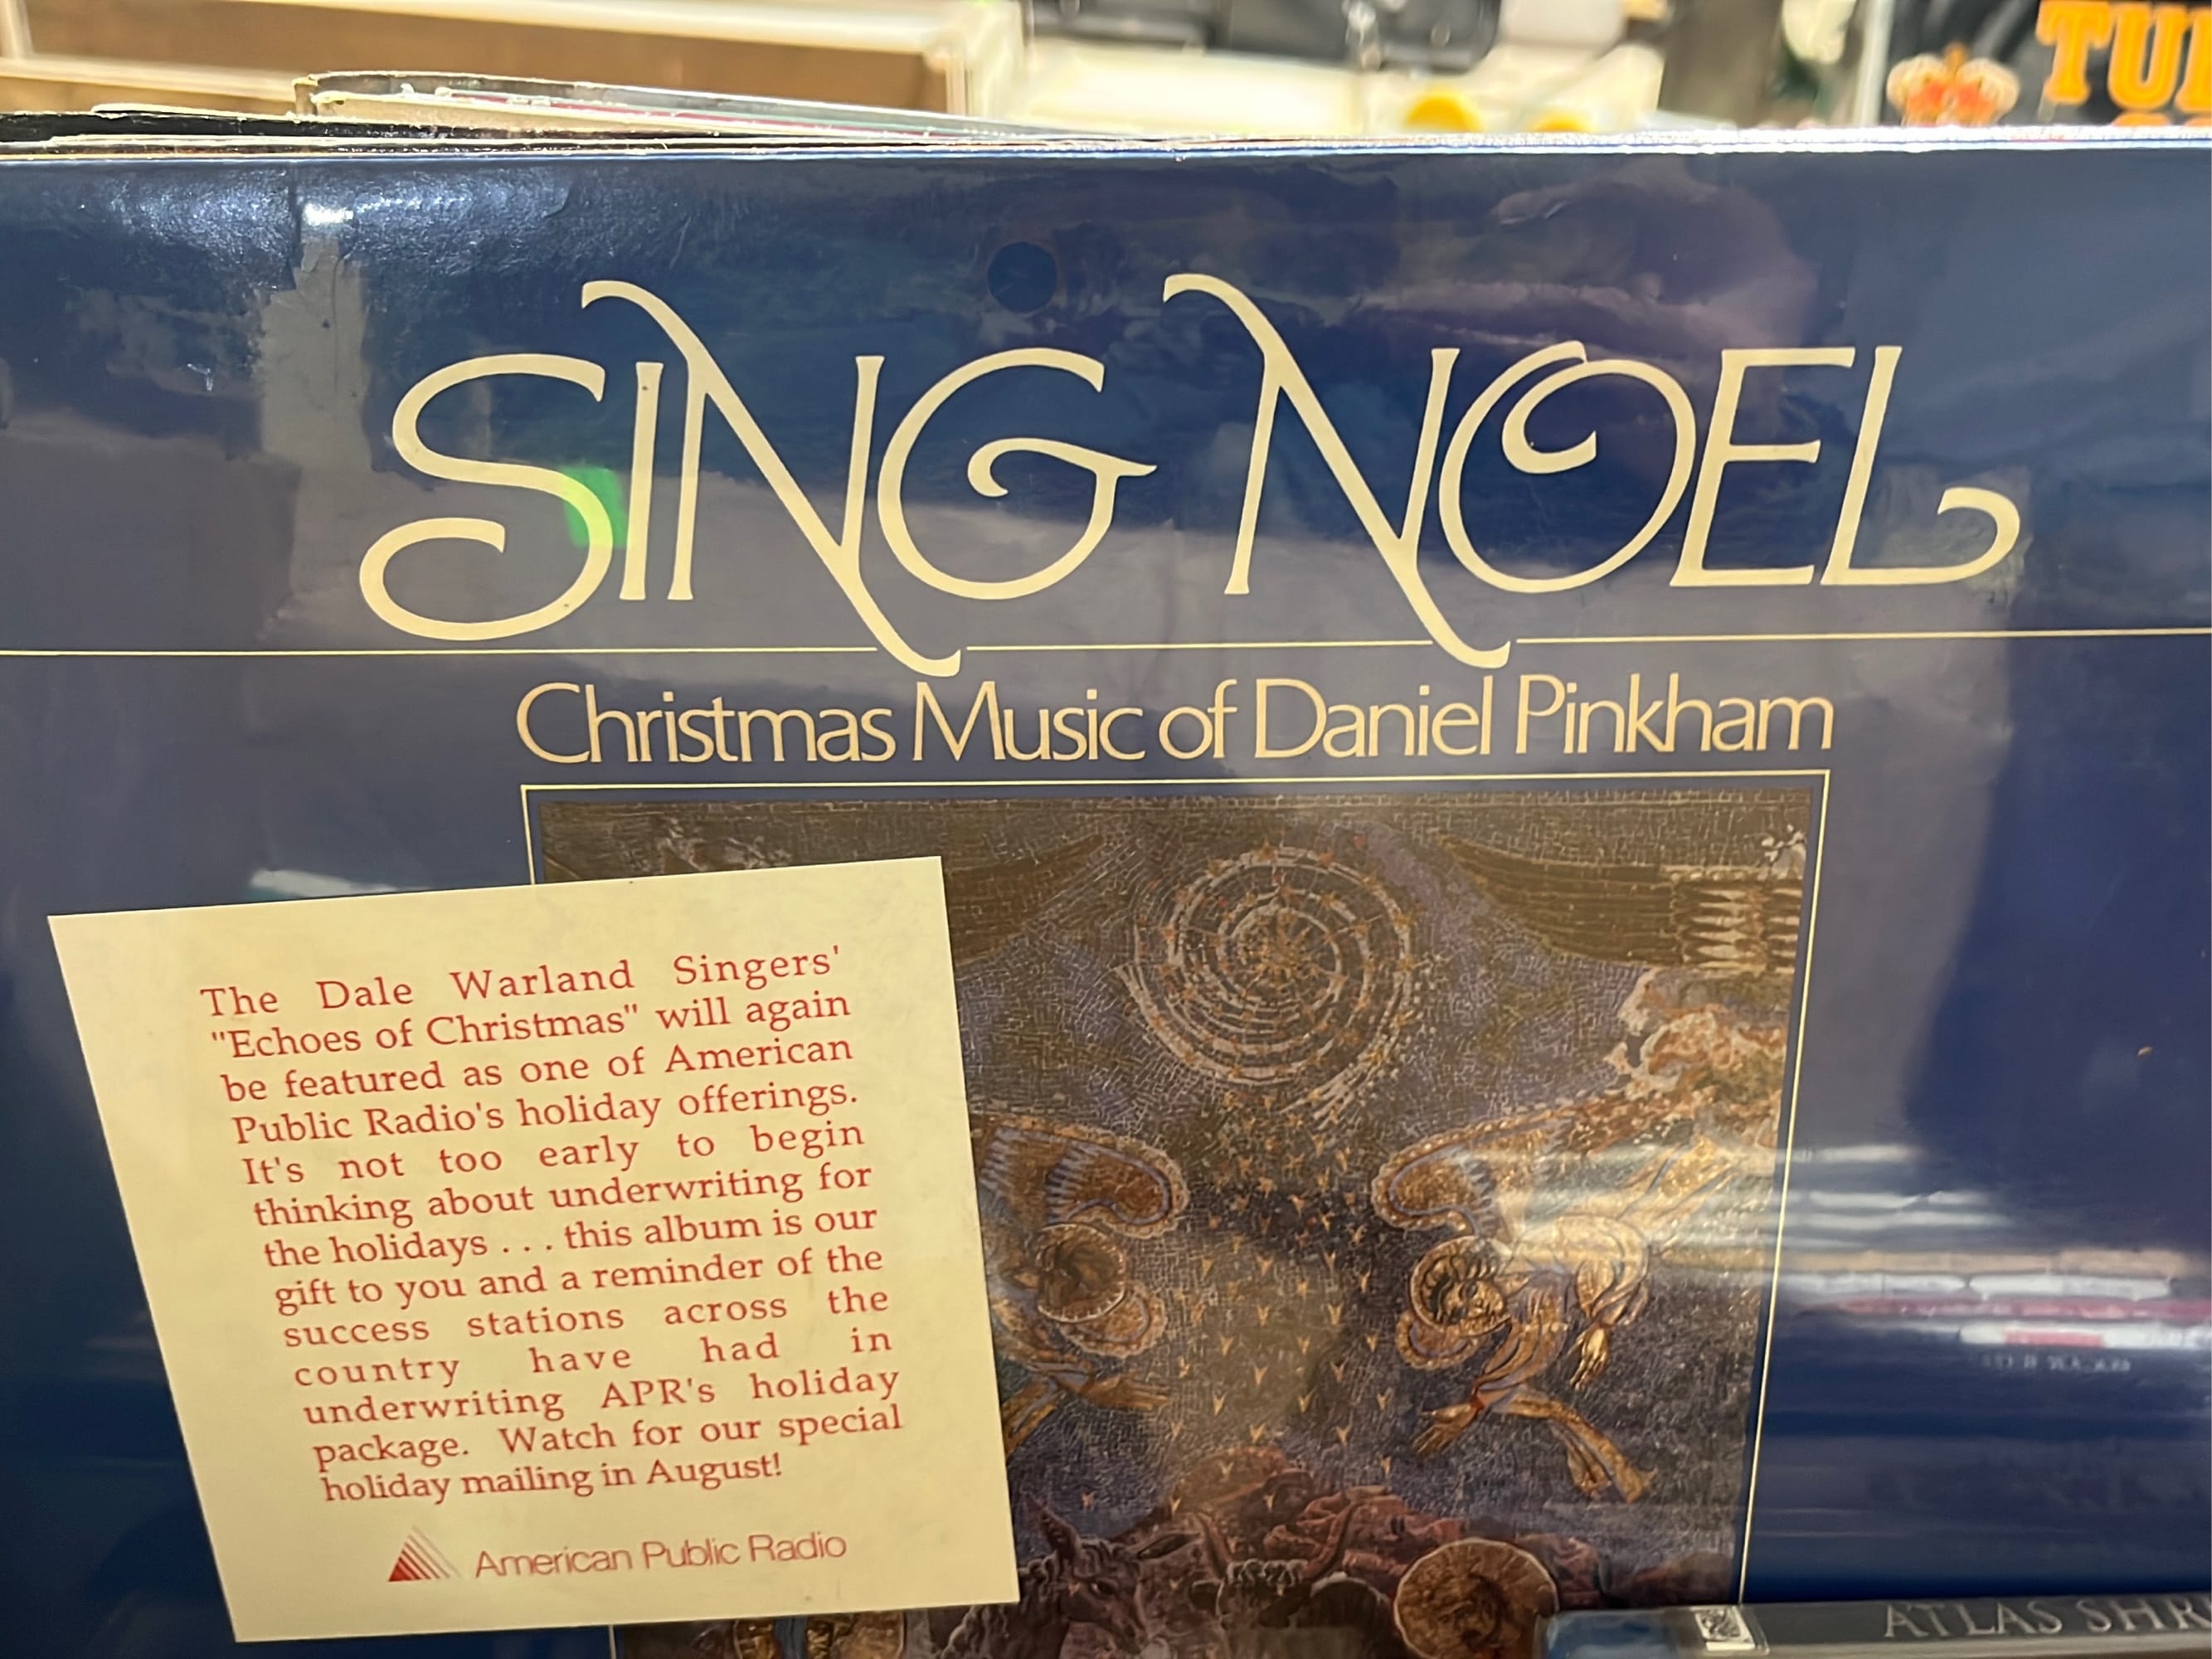 SING NOEL
Christmas Music of Daniel Pinkham
The Dale Warland Singers'
"Echoes of Christmas" will again
be featured as one of American
Public Radio's holiday offerings.
It's not too early to begin
thinking about underwriting for
the holidays . . . this album is our
gift to you and a reminder of the
success stations across the
country have had in
underwriting APR's holiday
package. Watch for our special
holiday mailing in August!
American Public Radio
ATLAS SHR